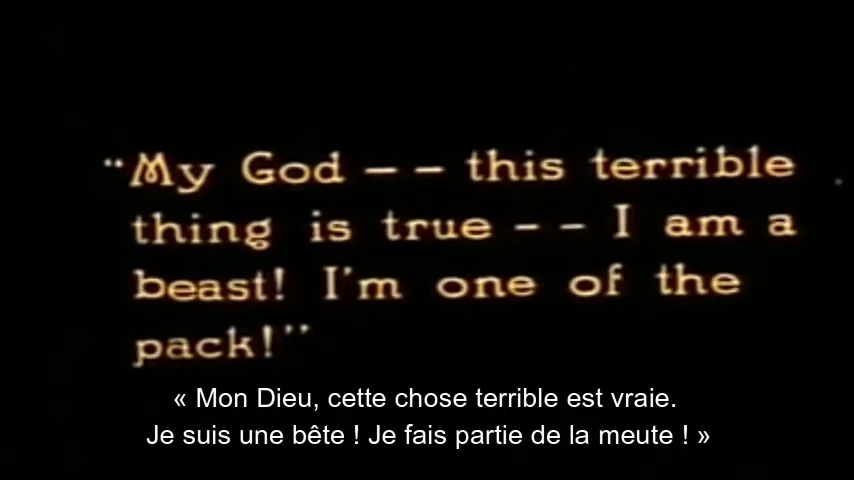 "My God -- this terrible
thing is true -- I am a
beast! I'm one of the
pack!"
« Mon Dieu, cette chose terrible est vraie.
Je suis une bête ! Je fais partie de la meute ! »